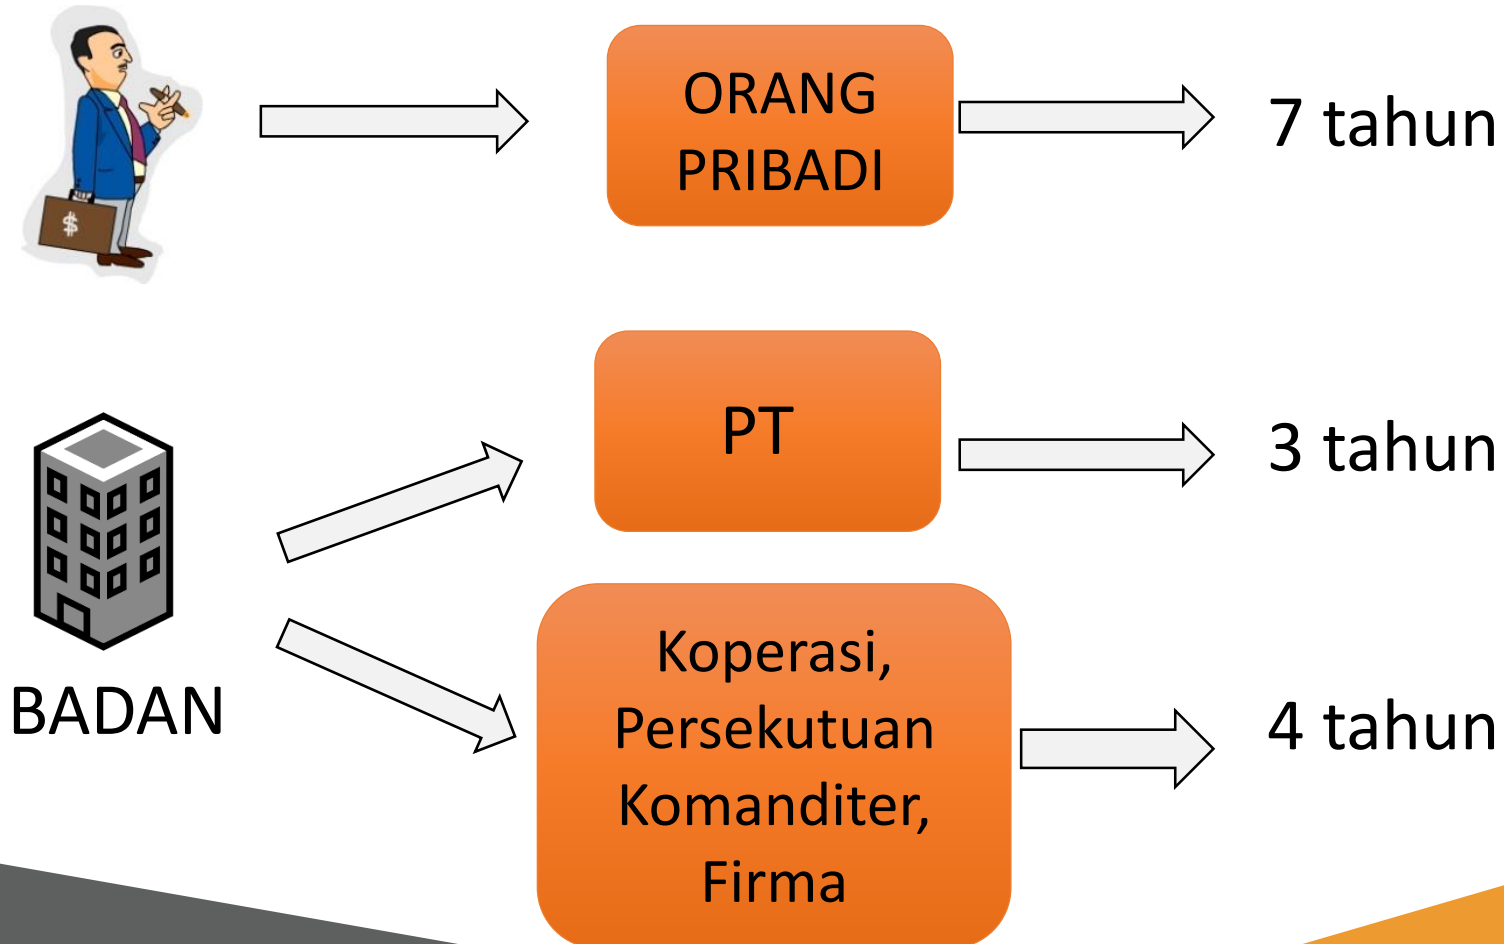 ORANG
PRIBADI
7 tahun
$
PT
3 tahun
BADAN
Koperasi,
Persekutuan
Komanditer,
Firma
4 tahun